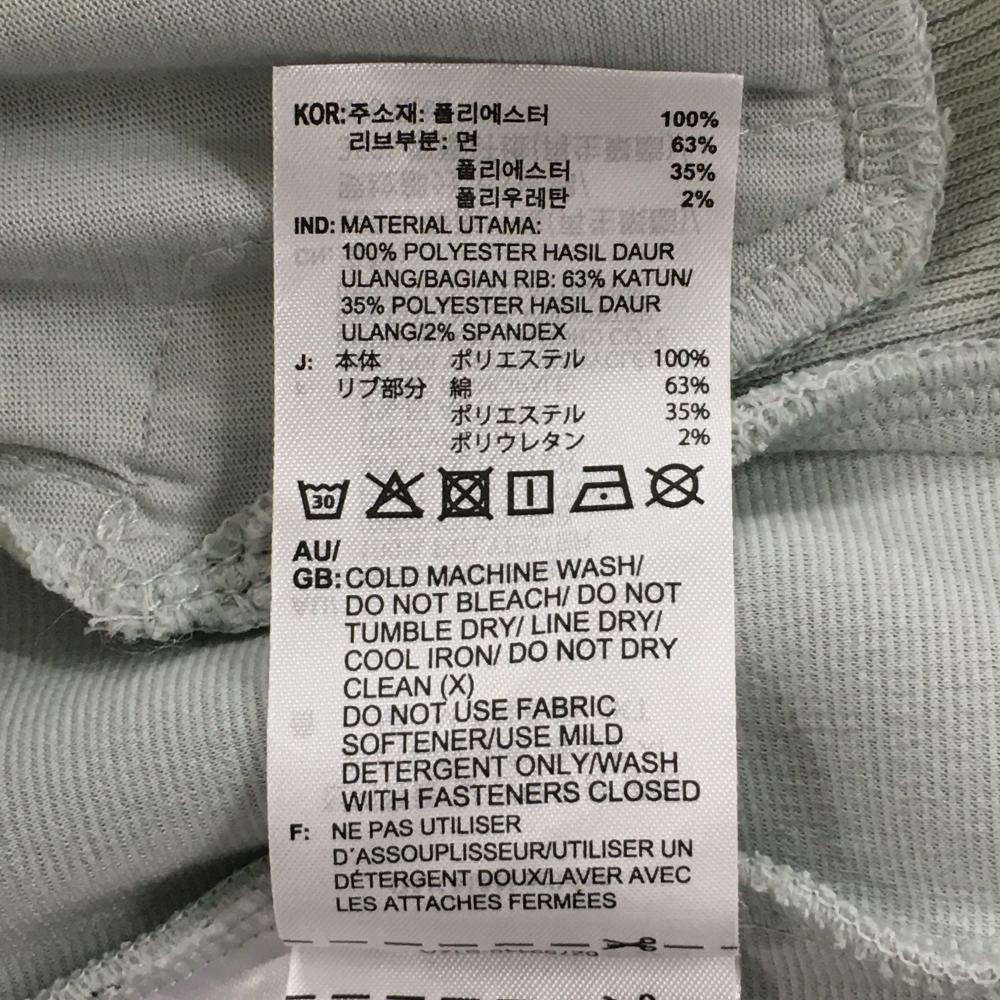 KOR: 주소재: 폴리에스터 100%
리브부분: 면 63%
폴리에스터 35%
폴리우레탄 2%
IND: MATERIAL UTAMA:
100% POLYESTER HASIL DAUR
ULANG/BAGIAN RIB: 63% KATUN/
35% POLYESTER HASIL DAUR
ULANG/2% SPANDEX
J: 本体 ポリエステル 100%
リブ部分 綿 63%
ポリエステル 35%
ポリウレタン 2%
30
AU/
GB: COLD MACHINE WASH/
DO NOT BLEACH/ DO NOT
TUMBLE DRY/ LINE DRY/
COOL IRON/ DO NOT DRY
CLEAN (X)
DO NOT USE FABRIC
SOFTENER/USE MILD
DETERGENT ONLY/WASH
WITH FASTENERS CLOSED
F: NE PAS UTILISER
D'ASSOUPLISSEUR/UTILISER UN
DÉTERGENT DOUX/LAVER AVEC
LES ATTACHES FERMÉES